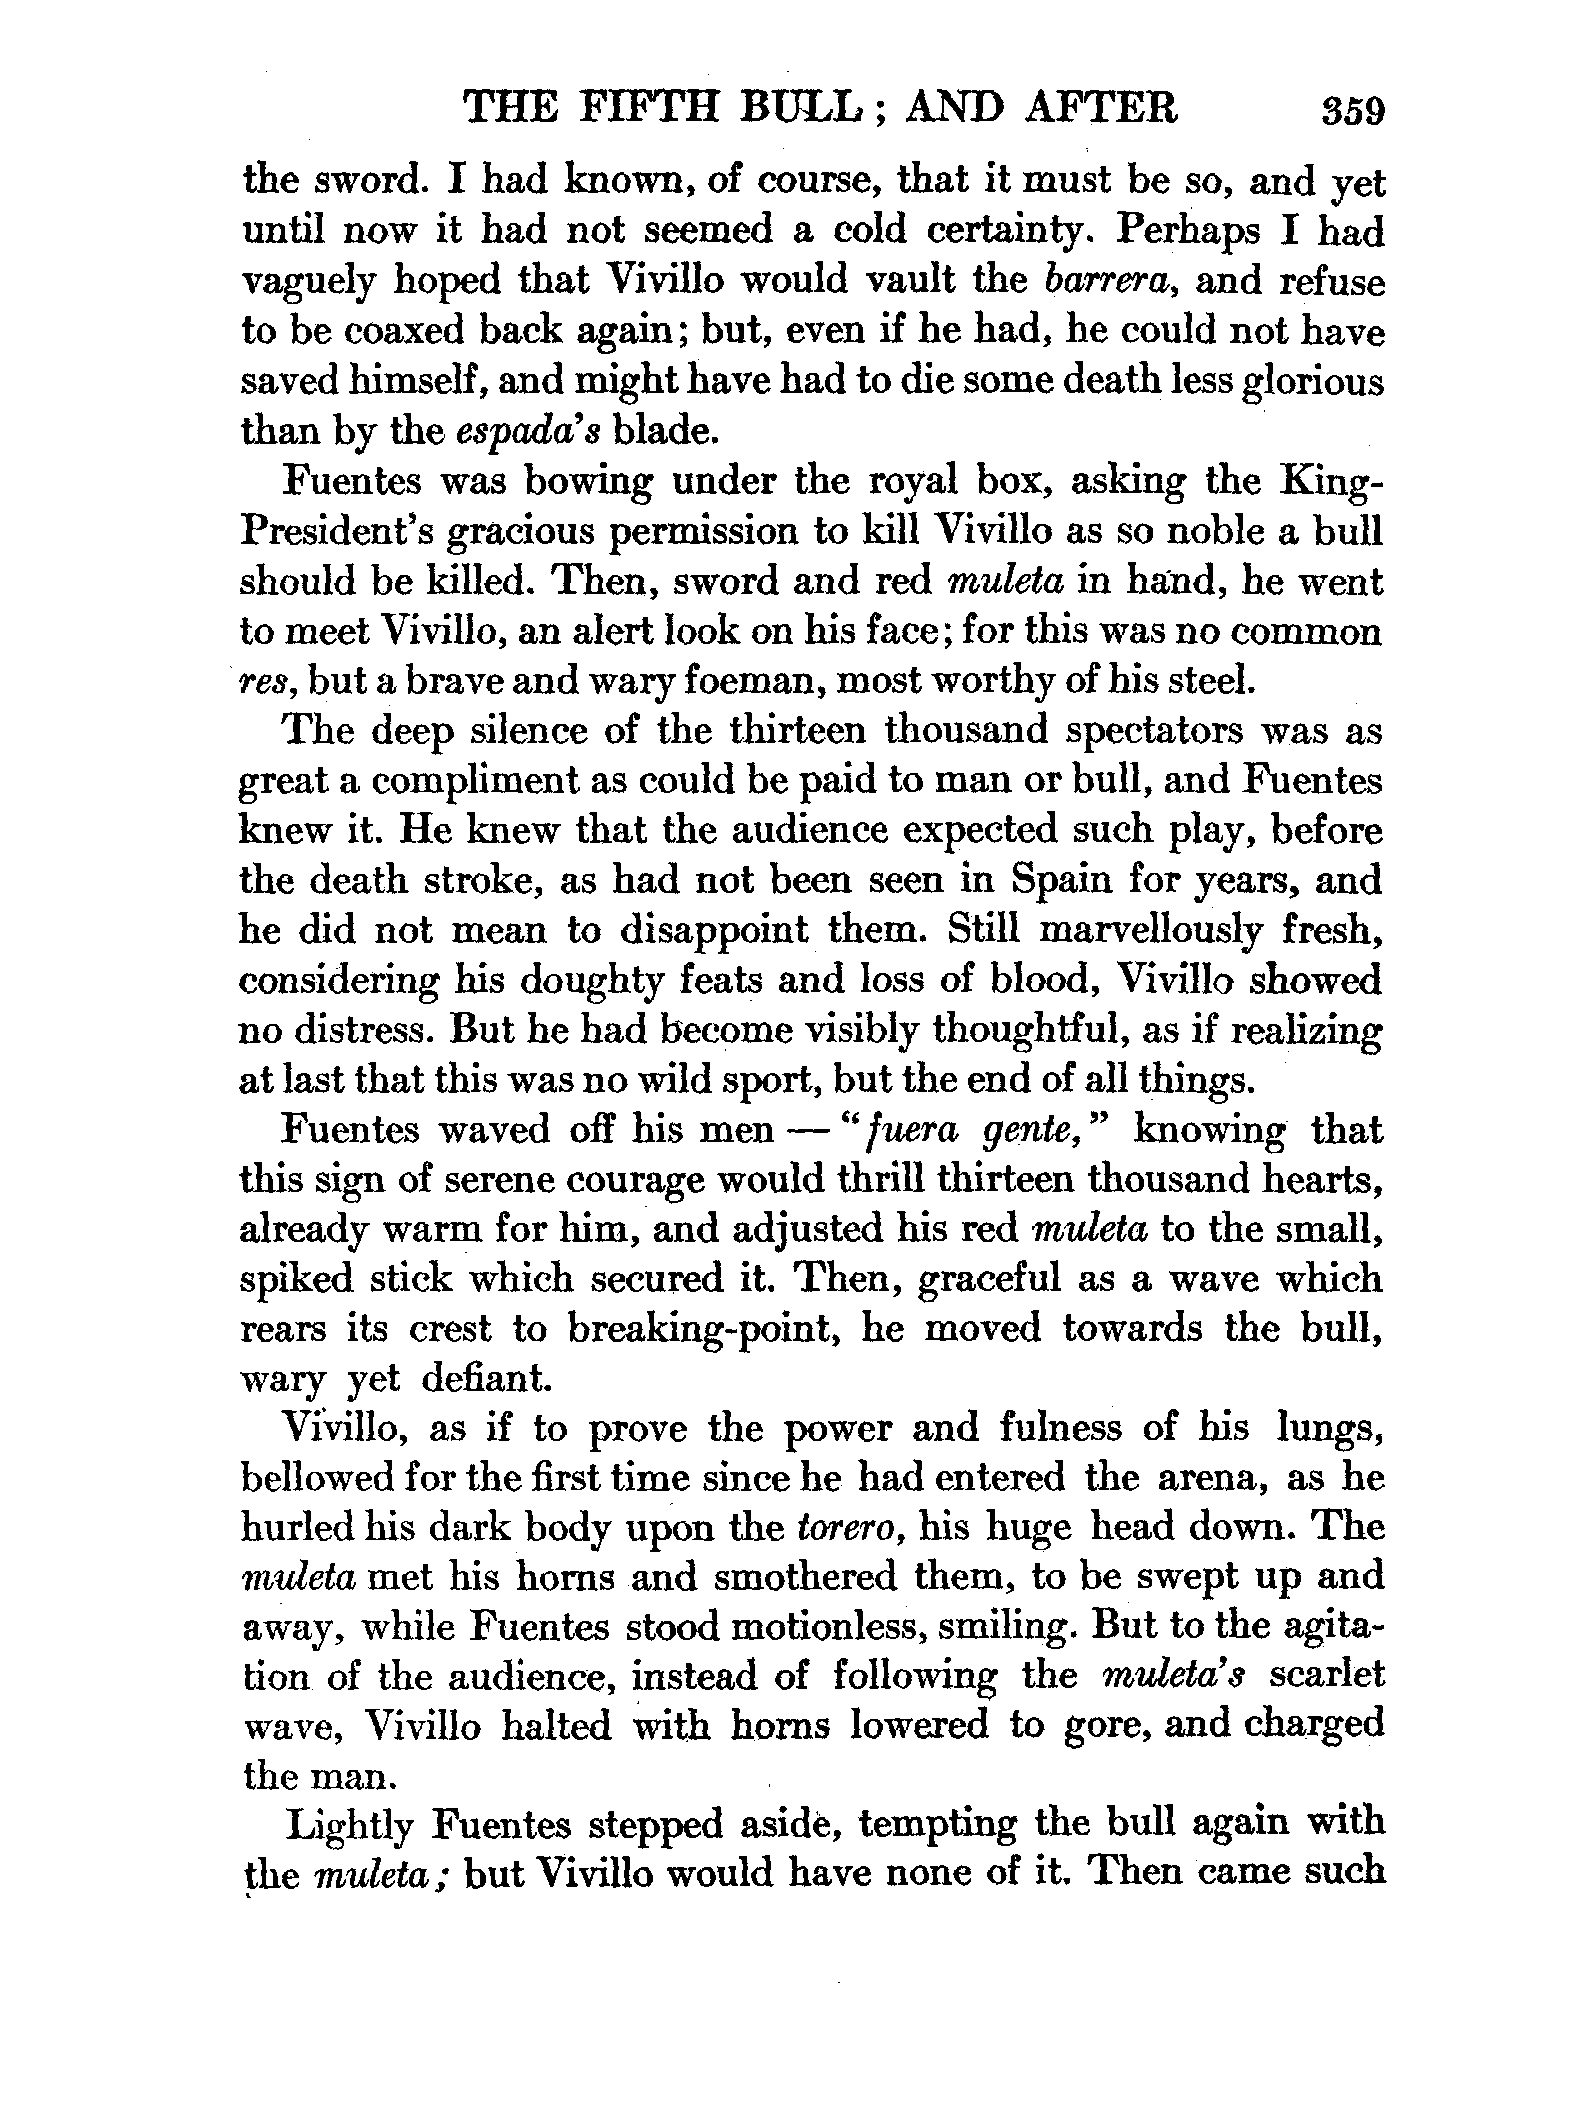 THE FIFTH BULL; AND AFTER 359
the sword. I had known, of course, that it must be so, and yet
until now it had not seemed a cold certainty. Perhaps I had
vaguely hoped that Vivillo would vault the barrera, and refuse
to be coaxed back again; but, even if he had, he could not have
saved himself, and might have had to die some death less glorious
than by the espada's blade.
Fuentes was bowing under the royal box, asking the King-
President's gracious permission to kill Vivillo as so noble a bull
should be killed. Then, sword and red muleta in hand, he went
to meet Vivillo, an alert look on his face; for this was no common
res, but a brave and wary foeman, most worthy of his steel.
The deep silence of the thirteen thousand spectators was as
great a compliment as could be paid to man or bull, and Fuentes
knew it. He knew that the audience expected such play, before
the death stroke, as had not been seen in Spain for years, and
he did not mean to disappoint them. Still marvellously fresh,
considering his doughty feats and loss of blood, Vivillo showed
no distress. But he had become visibly thoughtful, as if realizing
at last that this was no wild sport, but the end of all things.
Fuentes waved off his men — "fuera gente," knowing that
this sign of serene courage would thrill thirteen thousand hearts,
already warm for him, and adjusted his red muleta to the small,
spiked stick which secured it. Then, graceful as a wave which
rears its crest to breaking-point, he moved towards the bull,
wary yet defiant.
Vivillo, as if to prove the power and fulness of his lungs,
bellowed for the first time since he had entered the arena, as he
hurled his dark body upon the torero, his huge head down. The
muleta met his horns and smothered them, to be swept up and
away, while Fuentes stood motionless, smiling. But to the agita-
tion of the audience, instead of following the muleta's scarlet
wave, Vivillo halted with horns lowered to gore, and charged
the man.
Lightly Fuentes stepped aside, tempting the bull again with
the muleta; but Vivillo would have none of it. Then came such